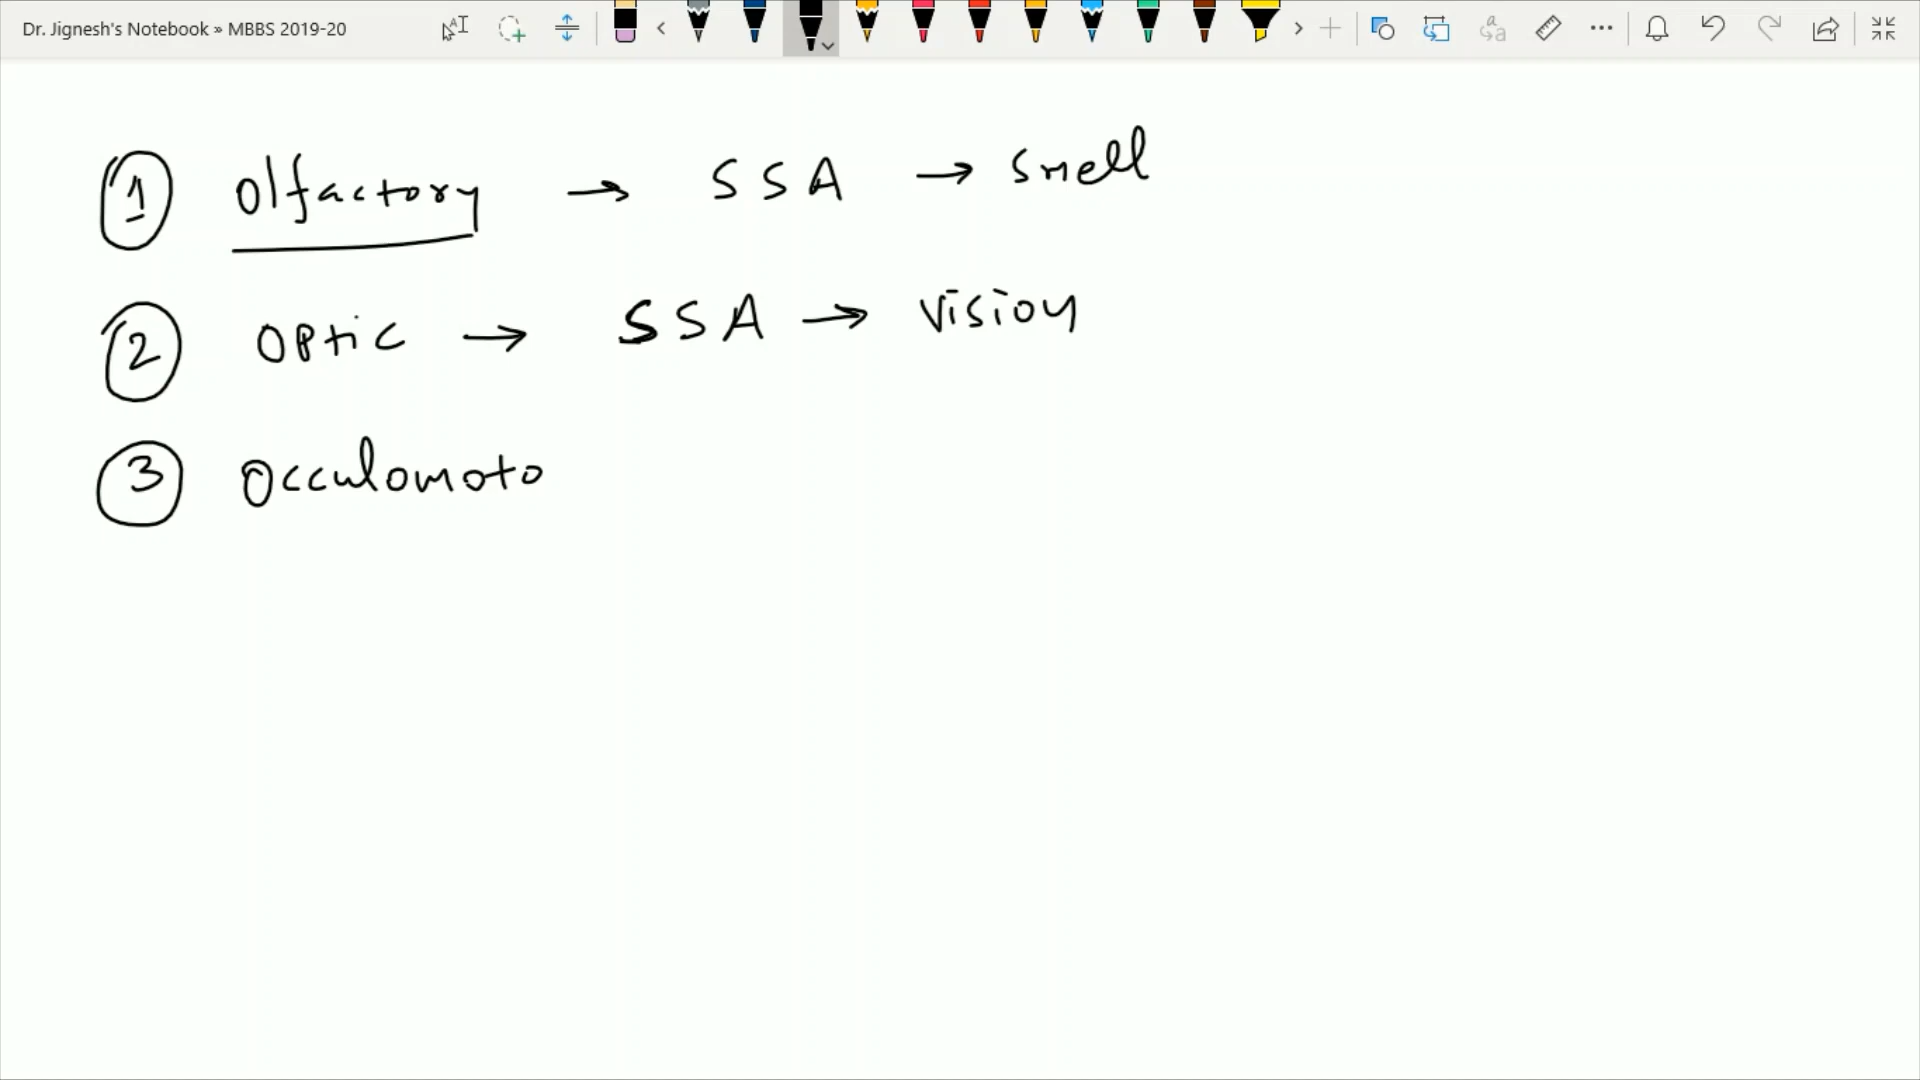 Dr. Jignesh's Notebook » MBBS 2019-20
① Olfactory → SSA → Smell
② Optic → SSA → Vision
③ Occulomoto